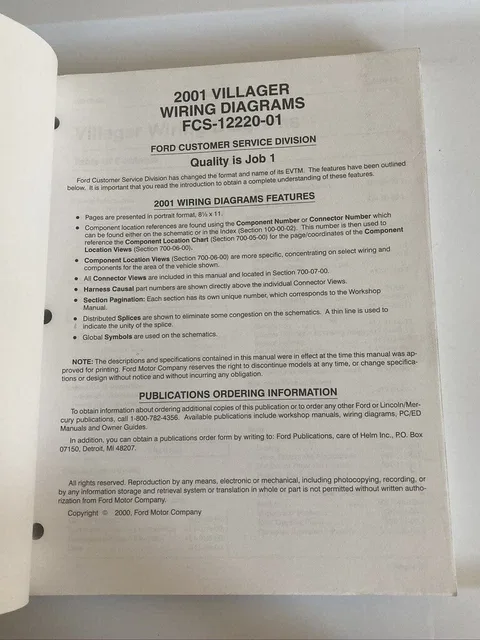 2001 VILLAGER
WIRING DIAGRAMS
FCS-12220-01
FORD CUSTOMER SERVICE DIVISION
Quality is Job 1
Ford Customer Service Division has changed the format and name of its EVTM. The features have been outlined
below. It is important that you read the introduction to obtain a complete understanding of these features.
2001 WIRING DIAGRAMS FEATURES
• Pages are presented in portrait format, 8½ x 11.
• Component location references are found using the Component Number or Connector Number which
can be found either on the schematic or in the Index (Section 100-00-02). This number is then used to
reference the Component Location Chart (Section 700-05-00) for the page/coordinates of the Component
Location Views (Section 700-06-00).
• Component Location Views (Section 700-06-00) are more specific, concentrating on select wiring and
components for the area of the vehicle shown.
• All Connector Views are included in this manual and located in Section 700-07-00.
• Harness Causal part numbers are shown directly above the individual Connector Views.
• Section Pagination: Each section has its own unique number, which corresponds to the Workshop
Manual.
• Distributed Splices are shown to eliminate some congestion on the schematics. A thin line is used to
indicate the unity of the splice.
• Global Symbols are used on the schematics.
NOTE: The descriptions and specifications contained in this manual were in effect at the time this manual was ap-
proved for printing. Ford Motor Company reserves the right to discontinue models at any time, or change specifica-
tions or design without notice and without incurring any obligation.
PUBLICATIONS ORDERING INFORMATION
To obtain information about ordering additional copies of this publication or to order any other Ford or Lincoln/Mer-
cury publications, call 1-800-782-4356. Available publications include workshop manuals, wiring diagrams, PC/ED
Manuals and Owner Guides.
In addition, you can obtain a publications order form by writing to: Ford Publications, care of Helm Inc., P.O. Box
07150, Detroit, MI 48207.
All rights reserved. Reproduction by any means, electronic or mechanical, including photocopying, recording, or
by any information storage and retrieval system or translation in whole or part is not permitted without written autho-
rization from Ford Motor Company.
Copyright © 2000, Ford Motor Company